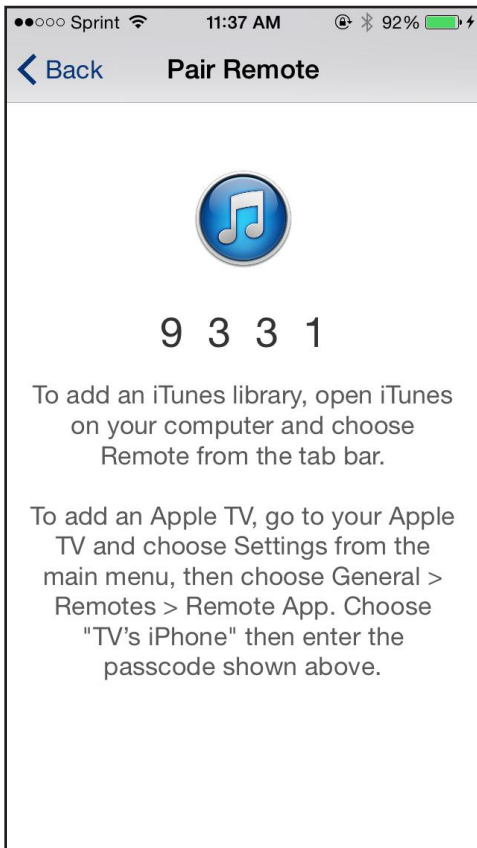 Sprint 11:37 AM 92%
Back Pair Remote
9 3 3 1
To add an iTunes library, open iTunes
on your computer and choose
Remote from the tab bar.
To add an Apple TV, go to your Apple
TV and choose Settings from the
main menu, then choose General >
Remotes > Remote App. Choose
"TV’s iPhone" then enter the
passcode shown above.